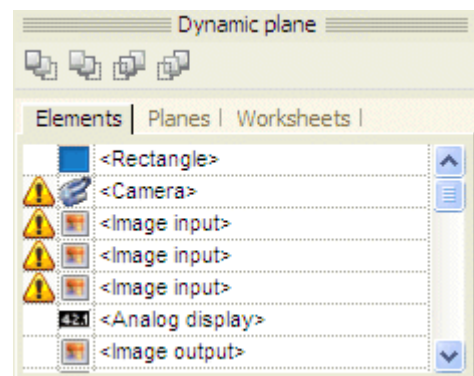 Dynamic plane
Elements | Planes | Worksheets |
<Rectangle>
<Camera>
<Image input>
<Image input>
<Image input>
42.1 <Analog display>
<Image output>